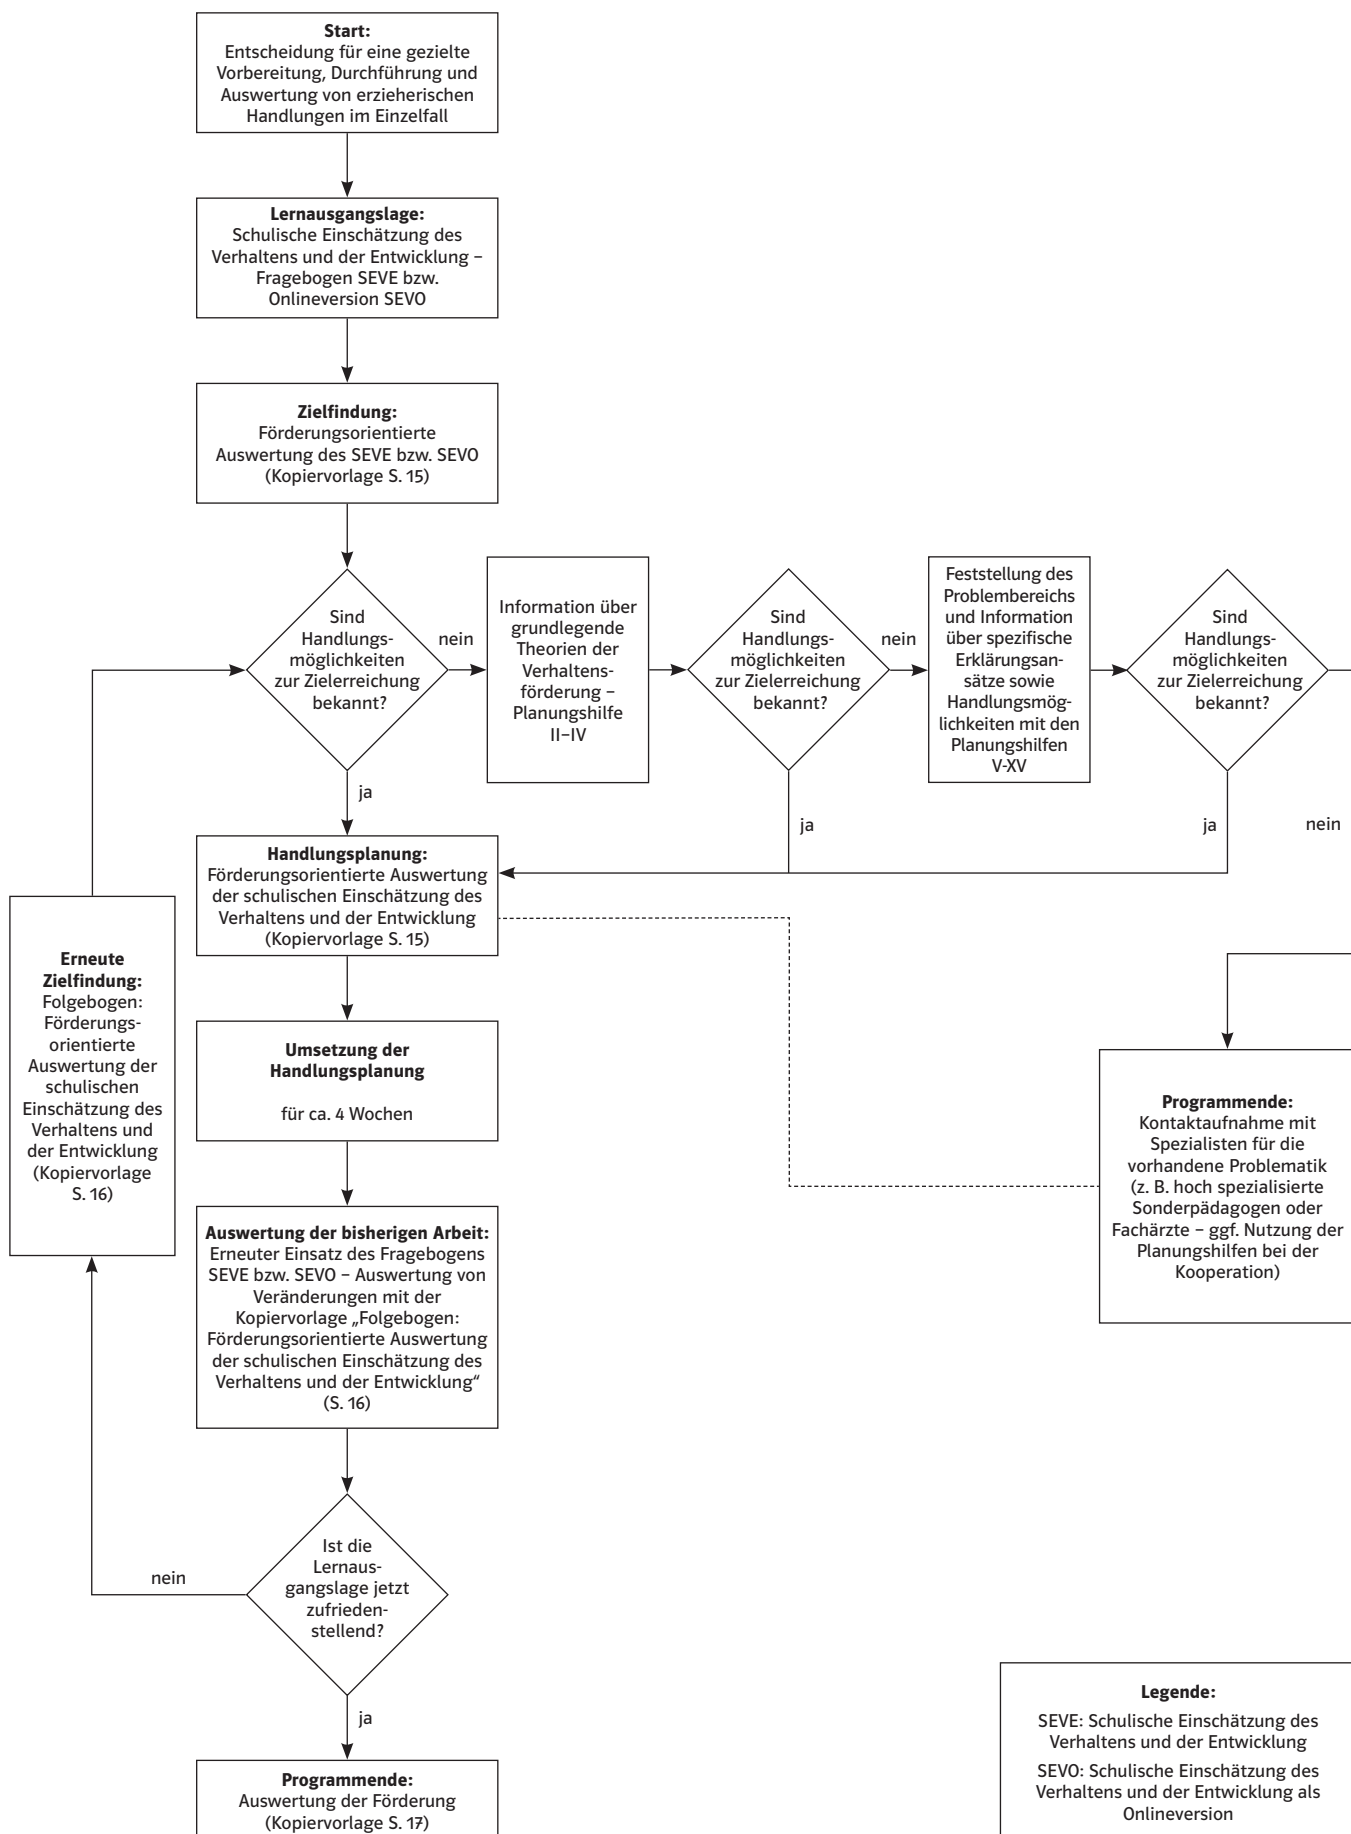 Start:
Entscheidung für eine gezielte
Vorbereitung, Durchführung und
Auswertung von erzieherischen
Handlungen im Einzelfall
Lernausgangslage:
Schulische Einschätzung des
Verhaltens und der Entwicklung –
Fragebogen SEVE bzw.
Onlineversion SEVO
Zielfindung:
Förderungsorientierte
Auswertung des SEVE bzw. SEVO
(Kopiervorlage S. 15)
Sind
Handlungs-
möglichkeiten
zur Zielerreichung
bekannt?
nein
ja
Information über
grundlegende
Theorien der
Verhaltens-
förderung –
Planungshilfe
II–IV
Sind
Handlungs-
möglichkeiten
zur Zielerreichung
bekannt?
nein
ja
Feststellung des
Problembereichs
und Information
über spezifische
Erklärungsan-
sätze sowie
Handlungsmög-
lichkeiten mit den
Planungshilfen
V-XV
Sind
Handlungs-
möglichkeiten
zur Zielerreichung
bekannt?
ja
nein
Handlungsplanung:
Förderungsorientierte Auswertung
der schulischen Einschätzung des
Verhaltens und der Entwicklung
(Kopiervorlage S. 15)
Erneute
Zielfindung:
Folgebogen:
Förderungs-
orientierte
Auswertung der
schulischen
Einschätzung des
Verhaltens und
der Entwicklung
(Kopiervorlage
S. 16)
Umsetzung der
Handlungsplanung
für ca. 4 Wochen
Programmende:
Kontaktaufnahme mit
Spezialisten für die
vorhandene Problematik
(z. B. hoch spezialisierte
Sonderpädagogen oder
Fachärzte – ggf. Nutzung der
Planungshilfen bei der
Kooperation)
Auswertung der bisherigen Arbeit:
Erneuter Einsatz des Fragebogens
SEVE bzw. SEVO – Auswertung von
Veränderungen mit der
Kopiervorlage „Folgebogen:
Förderungsorientierte Auswertung
der schulischen Einschätzung des
Verhaltens und der Entwicklung“
(S. 16)
Ist die
Lernaus-
gangslage jetzt
zufrieden-
stellend?
nein
ja
Programmende:
Auswertung der Förderung
(Kopiervorlage S. 17)
Legende:
SEVE: Schulische Einschätzung des
Verhaltens und der Entwicklung
SEVO: Schulische Einschätzung des
Verhaltens und der Entwicklung als
Onlineversion